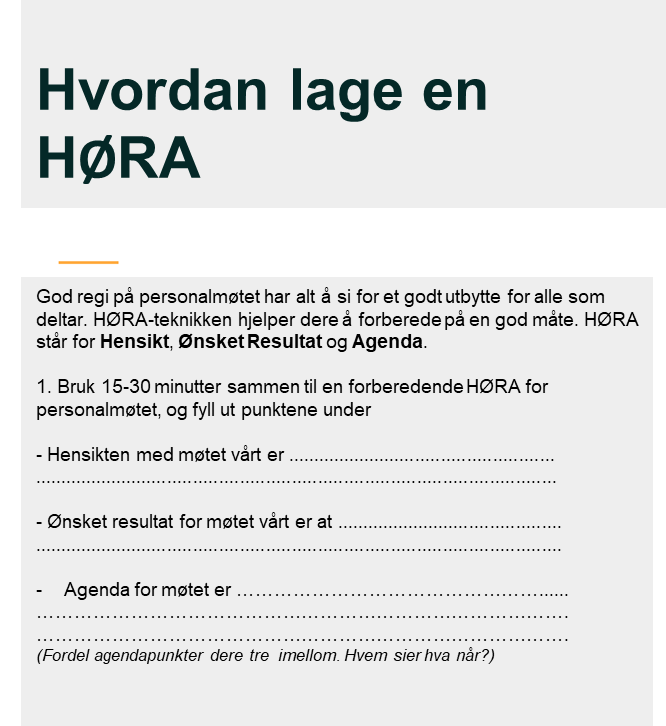 Hvordan lage en
HØRA
God regi på personalmøtet har alt å si for et godt utbytte for alle som
deltar. HØRA-teknikken hjelper dere å forberede på en god måte. HØRA
står for Hensikt, Ønsket Resultat og Agenda.
1. Bruk 15-30 minutter sammen til en forberedende HØRA for
personalmøtet, og fyll ut punktene under
- Hensikten med møtet vårt er .....................................................
........................................................................................................
- Ønsket resultat for møtet vårt er at .............................................
.........................................................................................................
- Agenda for møtet er …………………………………………......
………………………………………………………………………….
………………………………………………………………………….
(Fordel agendapunkter dere tre imellom. Hvem sier hva når?)